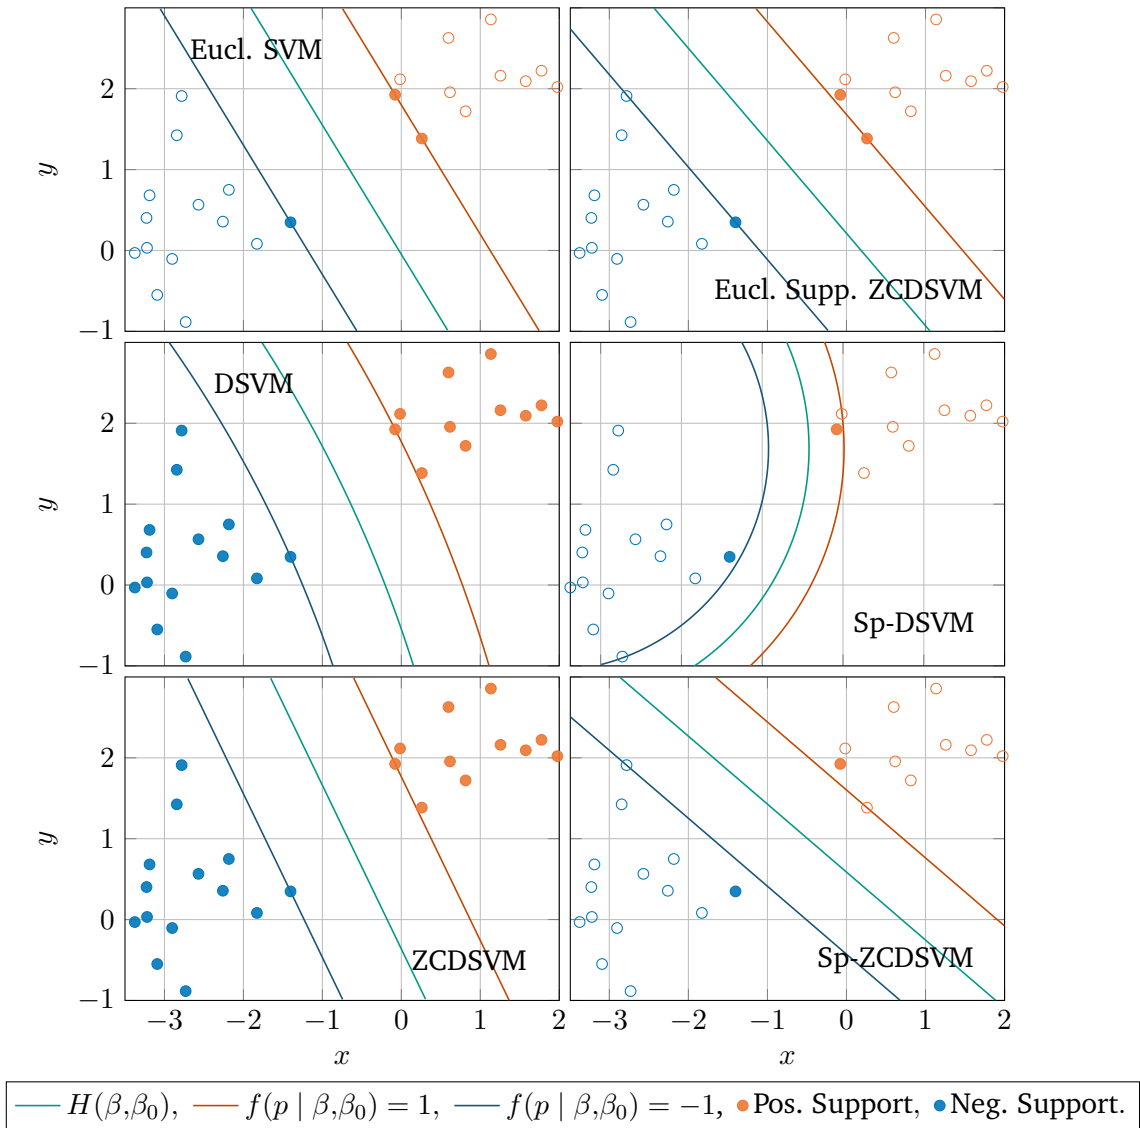 Eucl. SVM
2
1
0
−1
y
Eucl. Supp. ZCDSVM
DSVM
2
1
0
−1
y
Sp-DSVM
ZCDSVM
2
1
0
−1
y
−3 −2 −1 0 1 2
x
Sp-ZCDSVM
−3 −2 −1 0 1 2
x
H(β,β₀), f(p | β,β₀) = 1, f(p | β,β₀) = −1, Pos. Support, Neg. Support.